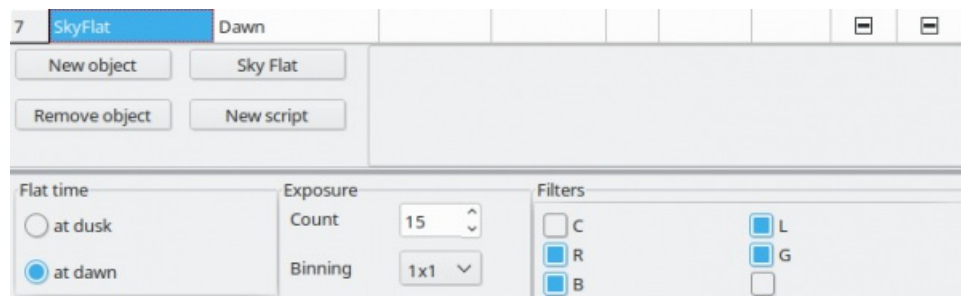 7 SkyFlat Dawn
New object Sky Flat
Remove object New script
Flat time Exposure Filters
at dusk Count 15 C L
R G
at dawn Binning 1x1
B